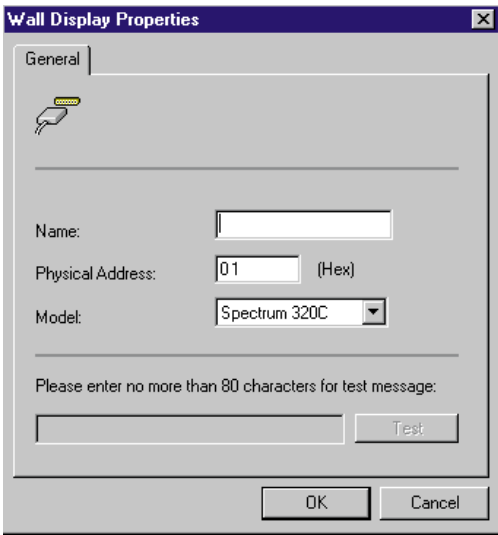 Wall Display Properties
General
Name:
Physical Address: 01 (Hex)
Model: Spectrum 320C
Please enter no more than 80 characters for test message:
Test
OK Cancel